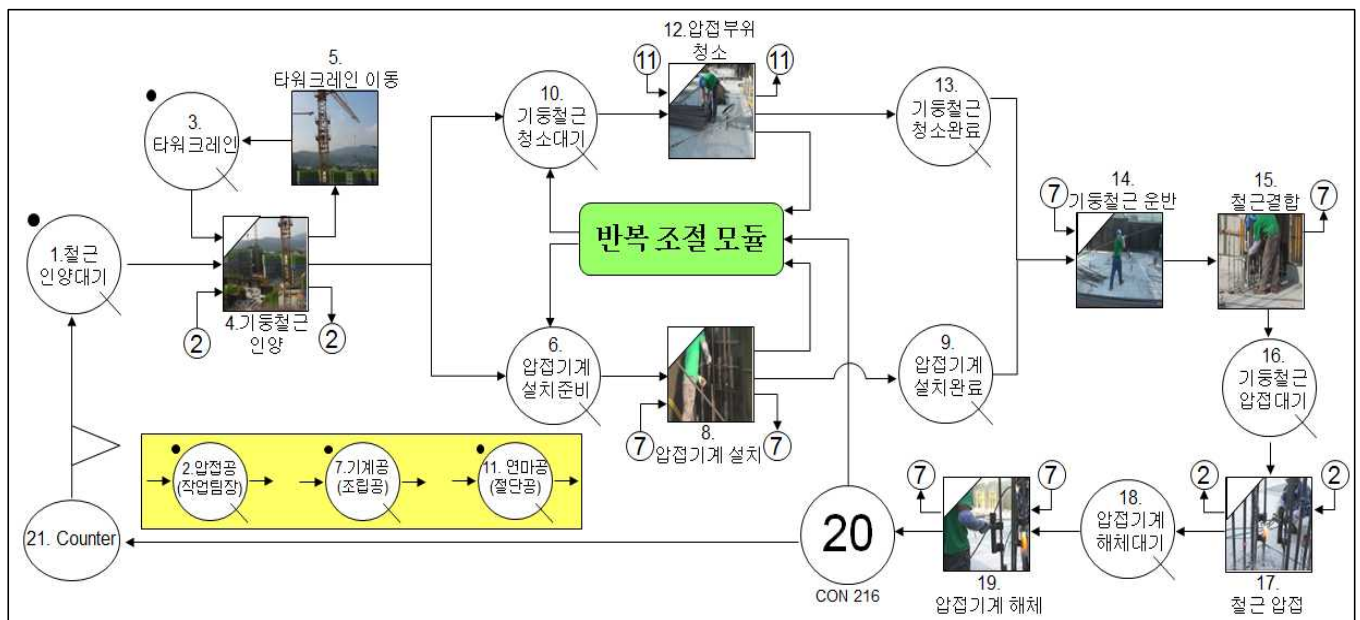 5.
타워크레인 이동
12.압접부위
청소
11
11
3.
타워크레인
10.
기둥철근
청소대기
13.
기둥철근
청소완료
7
14.
기둥철근 운반
15.
철근결합
7
1.철근
인양대기
반복 조절 모듈
2
4.기둥철근
인양
2
6.
압접기계
설치준비
7
8.
압접기계 설치
7
9.
압접기계
설치완료
16.
기둥철근
압접대기
2.압접공
(작업팀장)
7.기계공
(조립공)
11. 연마공
(절단공)
21. Counter
20
CON 216
7
7
19.
압접기계 해체
18.
압접기계
해체대기
2
2
17.
철근 압접